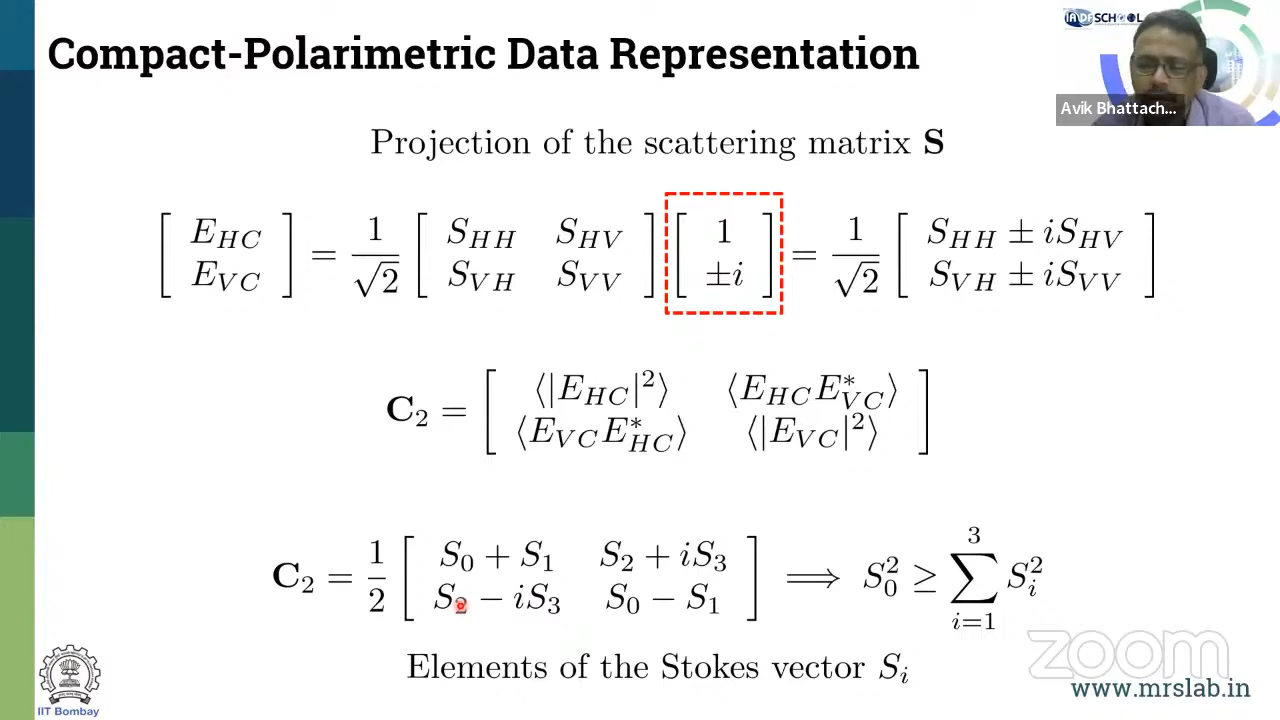 Compact-Polarimetric Data Representation
IADF SCHOOL
Avik Bhattach...
Projection of the scattering matrix S
[ E_HC ; E_VC ] = 1/√2 [ S_HH S_HV ; S_VH S_VV ] [ 1 ; ±i ] = 1/√2 [ S_HH ± iS_HV ; S_VH ± iS_VV ]
C_2 = [ ⟨|E_HC|^2⟩ ⟨E_HC E*_VC⟩ ; ⟨E_VC E*_HC⟩ ⟨|E_VC|^2⟩ ]
C_2 = 1/2 [ S_0 + S_1 S_2 + iS_3 ; S_2 − iS_3 S_0 − S_1 ] ⟹ S_0^2 ≥ ∑_{i=1}^{3} S_i^2
Elements of the Stokes vector S_i
zoom
www.mrslab.in
IIT Bombay